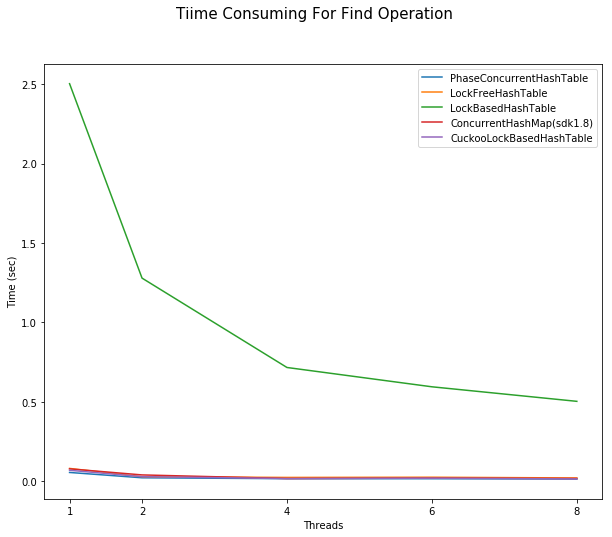 Tiime Consuming For Find Operation
PhaseConcurrentHashTable
LockFreeHashTable
LockBasedHashTable
ConcurrentHashMap(sdk1.8)
CuckooLockBasedHashTable
2.5
2.0
1.5
1.0
0.5
0.0
Time (sec)
1 2 4 6 8
Threads